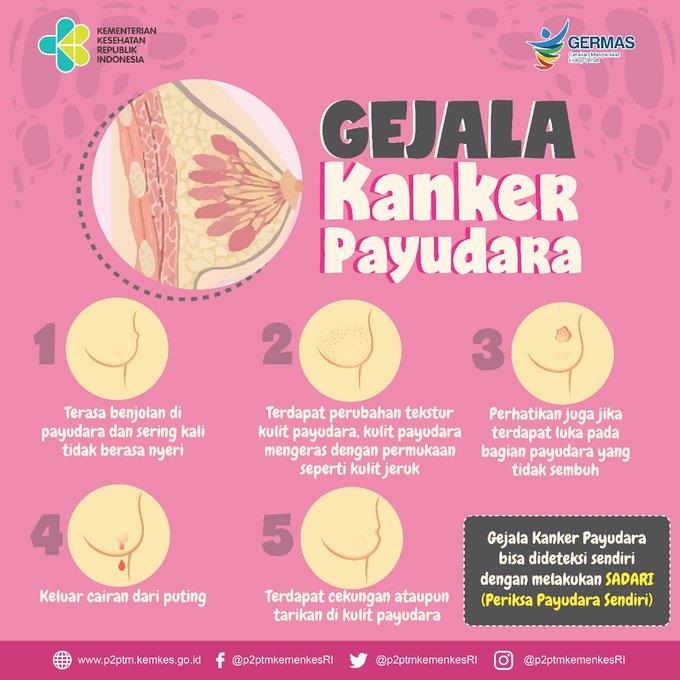 KEMENTERIAN
KESEHATAN
REPUBLIK
INDONESIA
GERMAS
Gerakan Masyarakat
Hidup Sehat
GEJALA
Kanker
Payudara
1
Terasa benjolan di
payudara dan sering kali
tidak berasa nyeri
2
Terdapat perubahan tekstur
kulit payudara, kulit payudara
mengeras dengan permukaan
seperti kulit jeruk
3
Perhatikan juga jika
terdapat luka pada
bagian payudara yang
tidak sembuh
4
Keluar cairan dari puting
5
Terdapat cekungan ataupun
tarikan di kulit payudara
Gejala Kanker Payudara
bisa dideteksi sendiri
dengan melakukan SADARI
(Periksa Payudara Sendiri)
www.p2ptm.kemkes.go.id
@p2ptmkemenkesRI
@p2ptmkemenkesRI
@p2ptmkemenkesRI